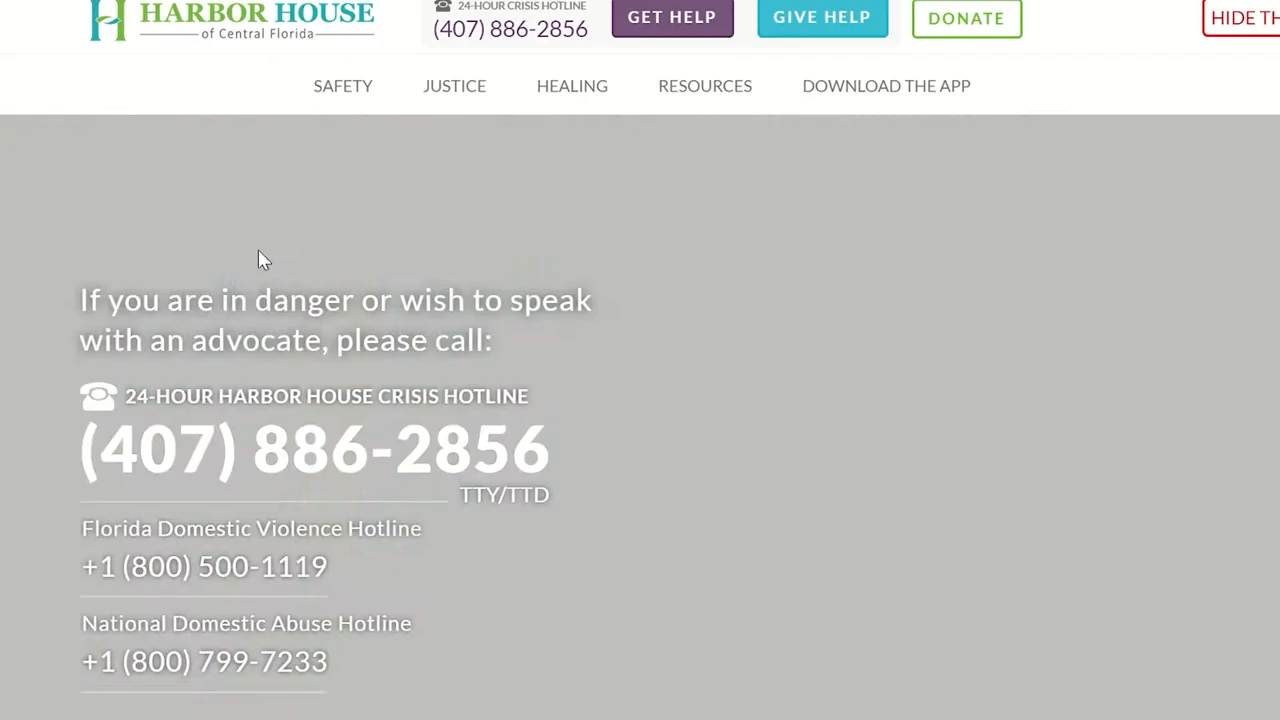 HARBOR HOUSE
of Central Florida
24-HOUR CRISIS HOTLINE
(407) 886-2856
GET HELP
GIVE HELP
DONATE
HIDE
SAFETY
JUSTICE
HEALING
RESOURCES
DOWNLOAD THE APP
If you are in danger or wish to speak
with an advocate, please call:
24-HOUR HARBOR HOUSE CRISIS HOTLINE
(407) 886-2856
TTY/TTD
Florida Domestic Violence Hotline
+1 (800) 500-1119
National Domestic Abuse Hotline
+1 (800) 799-7233